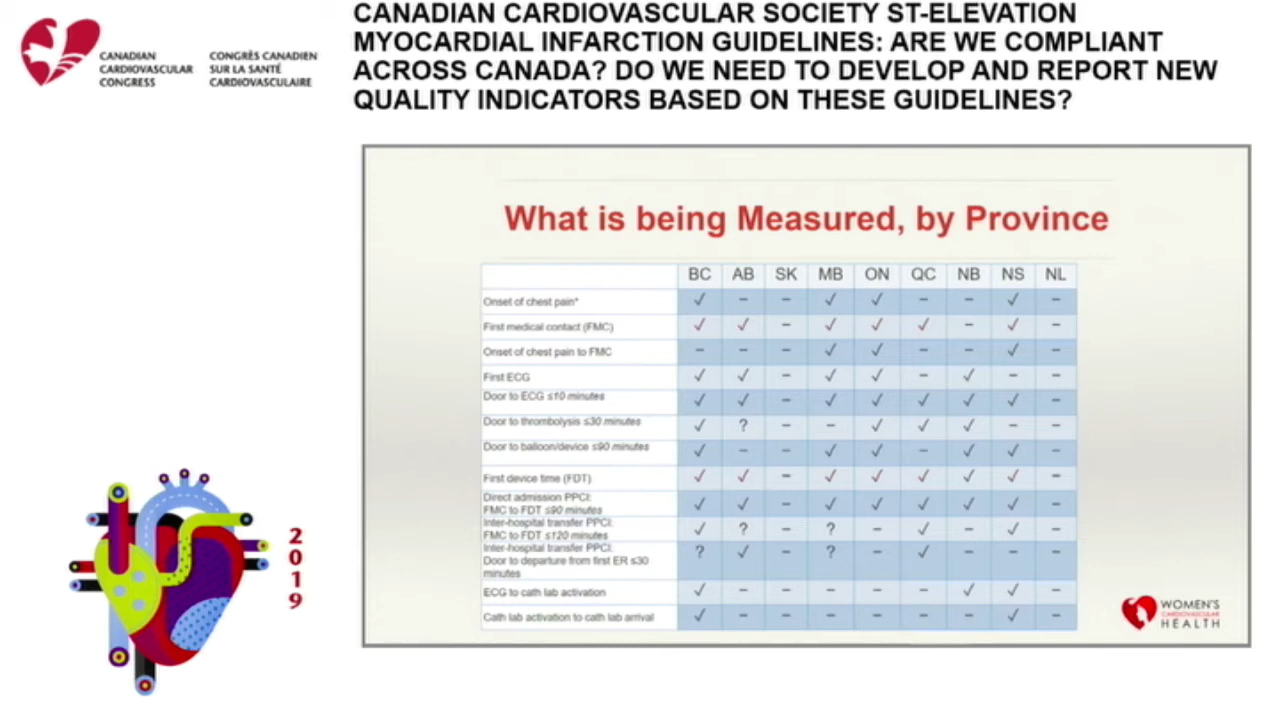 CANADIAN CARDIOVASCULAR SOCIETY ST-ELEVATION
MYOCARDIAL INFARCTION GUIDELINES: ARE WE COMPLIANT
ACROSS CANADA? DO WE NEED TO DEVELOP AND REPORT NEW
QUALITY INDICATORS BASED ON THESE GUIDELINES?
CANADIAN
CARDIOVASCULAR
CONGRESS
CONGRÈS CANADIEN
SUR LA SANTÉ
CARDIOVASCULAIRE
What is being Measured, by Province
BC AB SK MB ON QC NB NS NL
Onset of chest pain* ✓ – – ✓ ✓ – – ✓ –
First medical contact (FMC) ✓ ✓ – ✓ ✓ ✓ – ✓ –
Onset of chest pain to FMC – – – ✓ ✓ – – ✓ –
First ECG ✓ ✓ – ✓ ✓ – ✓ – –
Door to ECG ≤10 minutes ✓ ✓ – ✓ ✓ ✓ ✓ ✓ –
Door to thrombolysis ≤30 minutes ✓ ? – – ✓ ✓ ✓ – –
Door to balloon/device ≤90 minutes ✓ – – ✓ ✓ – ✓ ✓ –
First device time (FDT) ✓ ✓ – ✓ ✓ ✓ ✓ ✓ –
Direct admission PPCI:
FMC to FDT ≤90 minutes ✓ ✓ – ✓ ✓ ✓ ✓ ✓ –
Inter-hospital transfer PPCI:
FMC to FDT ≤120 minutes ✓ ? – ? – ✓ – ✓ –
Inter-hospital transfer PPCI:
Door to departure from first ER ≤30
minutes ? ✓ – ? – ✓ – – –
ECG to cath lab activation ✓ – – – – – ✓ ✓ –
Cath lab activation to cath lab arrival ✓ – – – – – – ✓ –
WOMEN'S
CARDIOVASCULAR
HEALTH
2
0
1
9